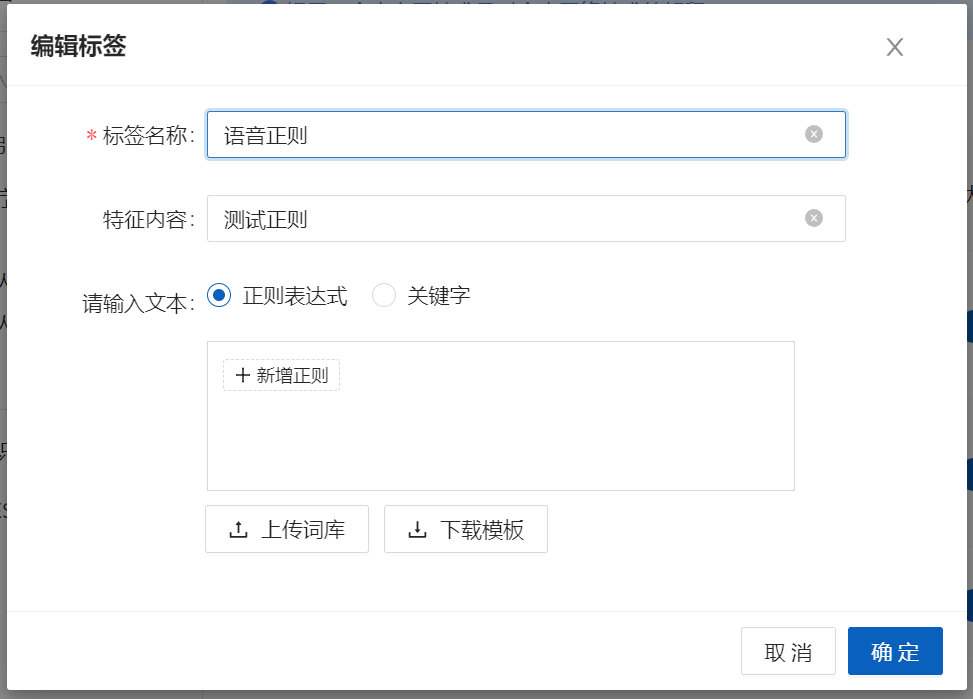 编辑标签
* 标签名称:
语音正则
特征内容:
测试正则
请输入文本:
正则表达式 关键字
新增正则
上传词库 下载模板
取消 确定